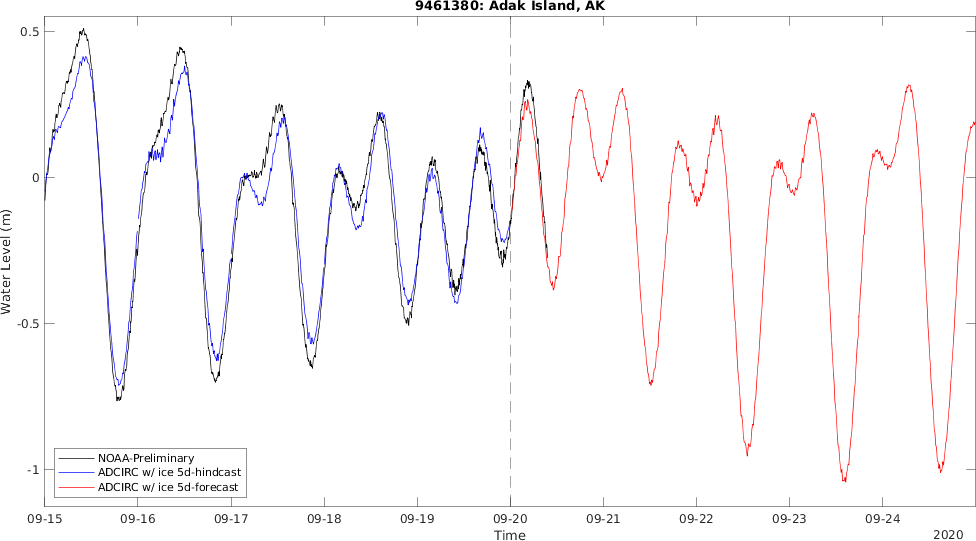 9461380: Adak Island, AK
Water Level (m)
0.5
0
-0.5
-1
NOAA-Preliminary
ADCIRC w/ ice 5d-hindcast
ADCIRC w/ ice 5d-forecast
09-15 09-16 09-17 09-18 09-19 09-20 09-21 09-22 09-23 09-24
Time
2020